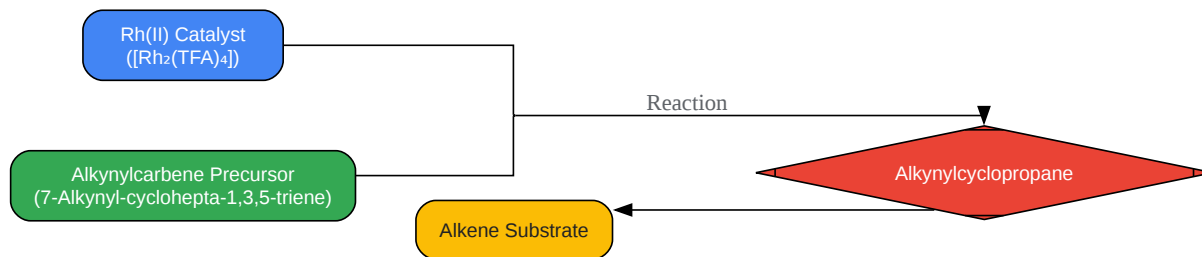 Rh(II) Catalyst
([Rh₂(TFA)₄])
Reaction
Alkynylcarbene Precursor
(7-Alkynyl-cyclohepta-1,3,5-triene)
Alkynylcyclopropane
Alkene Substrate